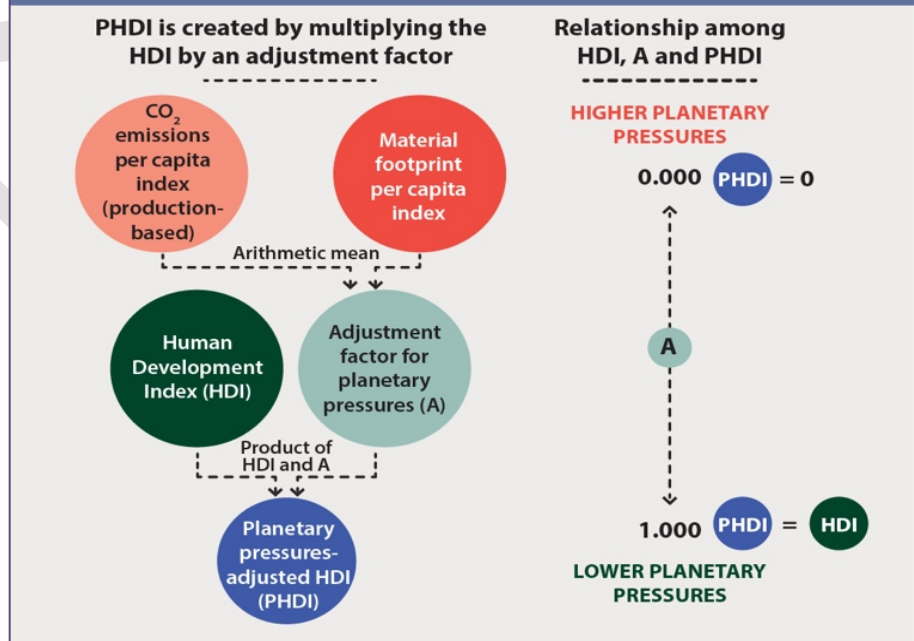 PHDI is created by multiplying the
HDI by an adjustment factor
CO₂
emissions
per capita
index
(production-
based)
Material
footprint
per capita
index
Arithmetic mean
Human
Development
Index (HDI)
Adjustment
factor for
planetary
pressures (A)
Product of
HDI and A
Planetary
pressures-
adjusted HDI
(PHDI)
Relationship among
HDI, A and PHDI
HIGHER PLANETARY
PRESSURES
0.000 PHDI = 0
A
1.000 PHDI = HDI
LOWER PLANETARY
PRESSURES